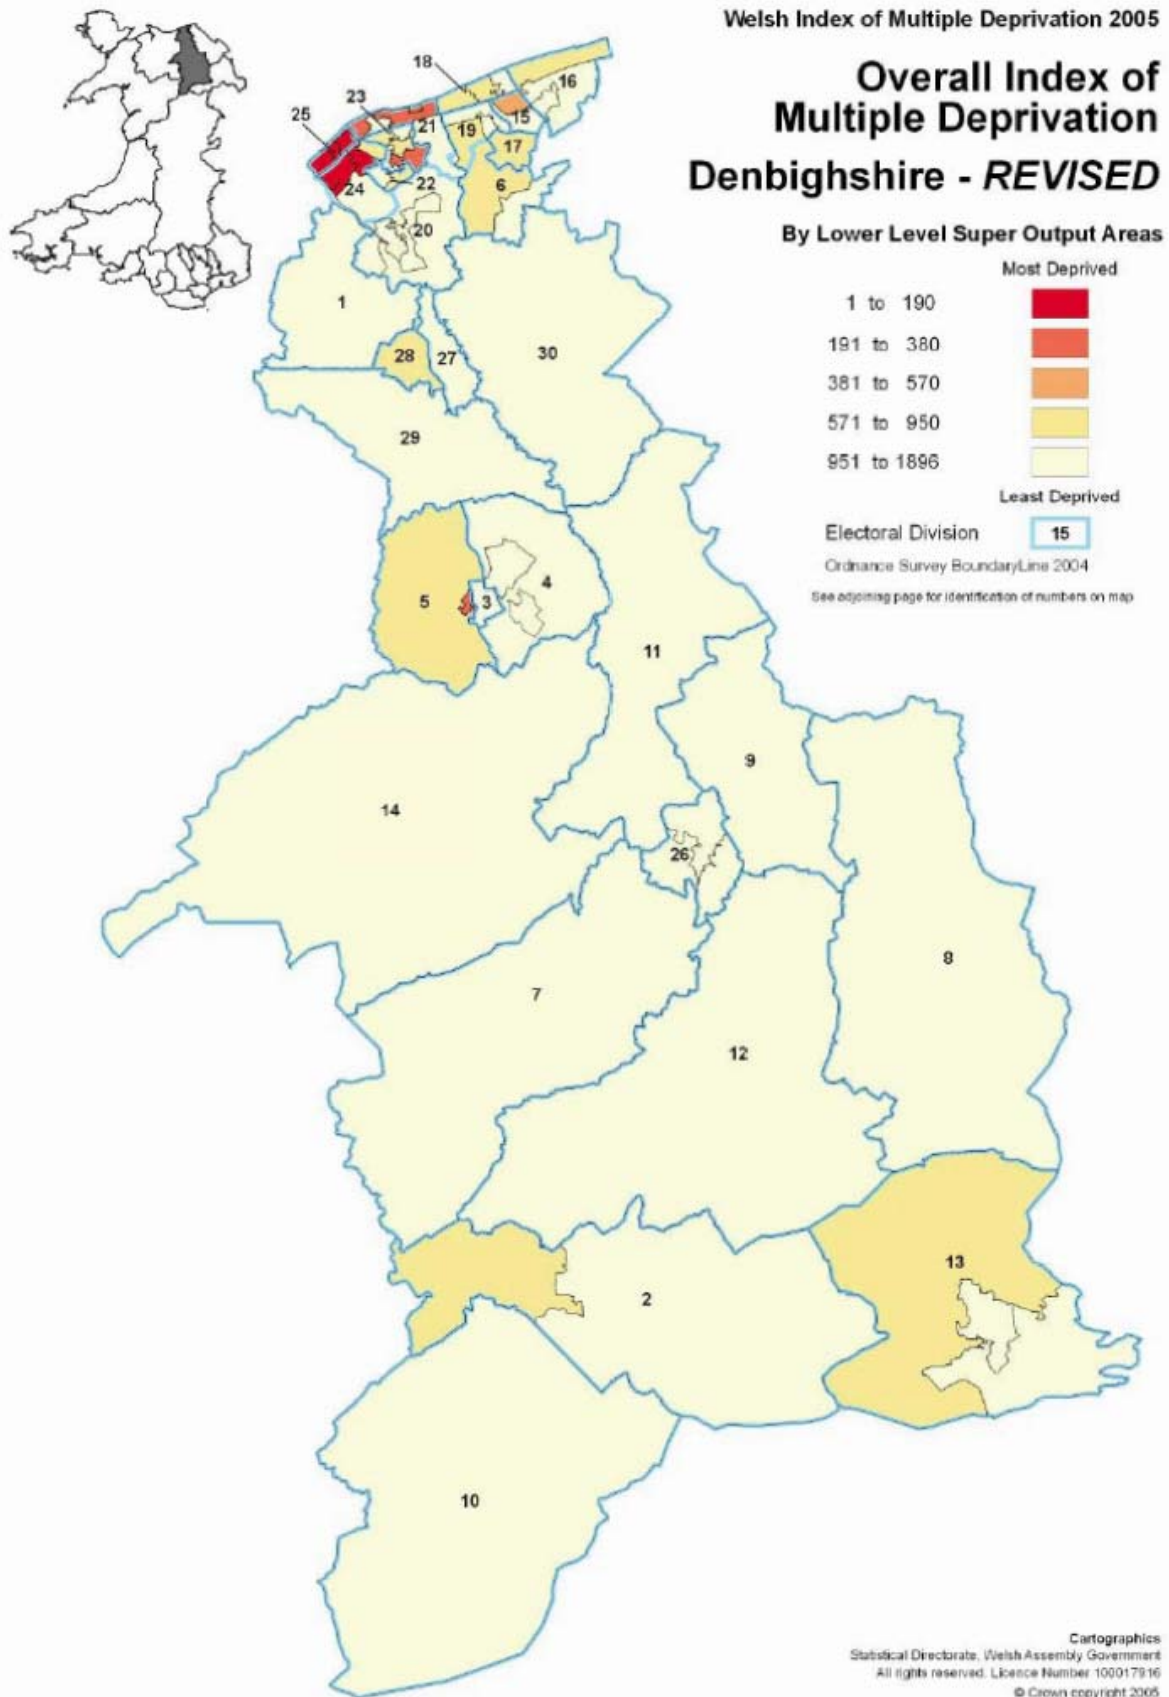 Welsh Index of Multiple Deprivation 2005
Overall Index of
Multiple Deprivation
Denbighshire - REVISED
By Lower Level Super Output Areas
Most Deprived
1 to 190
191 to 380
381 to 570
571 to 950
951 to 1896
Least Deprived
Electoral Division 15
Ordnance Survey BoundaryLine 2004
See adjoining page for identification of numbers on map
18
16
23
25
21
15
19
17
24
22
6
20
1
28
27
30
29
5
3
4
11
9
14
26
8
7
12
13
2
10
Cartographics
Statistical Directorate, Welsh Assembly Government
All rights reserved. Licence Number 100017916
© Crown copyright 2005